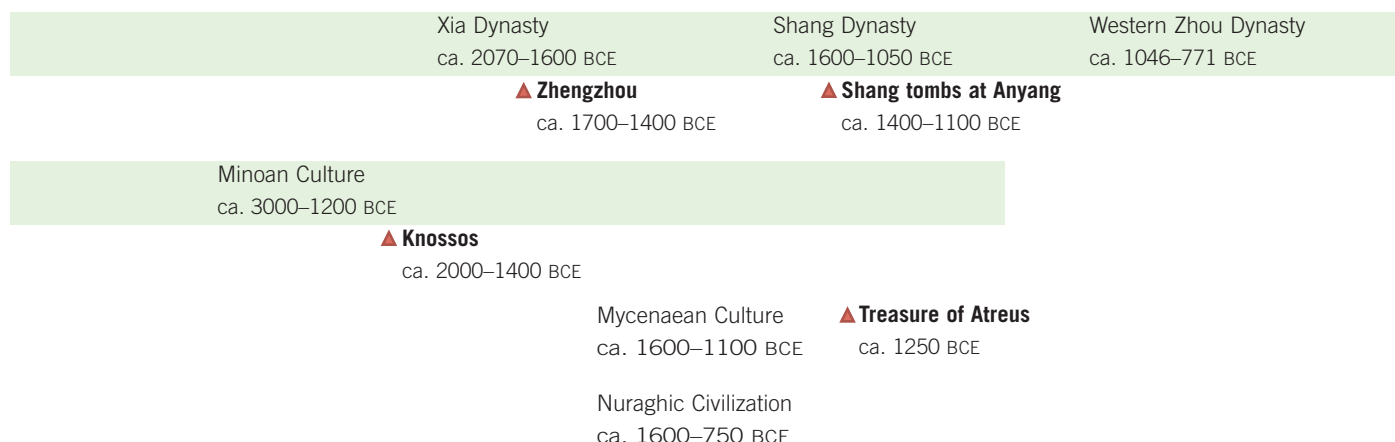 Xia Dynasty
ca. 2070–1600 BCE
Shang Dynasty
ca. 1600–1050 BCE
Western Zhou Dynasty
ca. 1046–771 BCE
Zhengzhou
ca. 1700–1400 BCE
Shang tombs at Anyang
ca. 1400–1100 BCE
Minoan Culture
ca. 3000–1200 BCE
Knossos
ca. 2000–1400 BCE
Mycenaean Culture
ca. 1600–1100 BCE
Treasure of Atreus
ca. 1250 BCE
Nuraghic Civilization
ca. 1600–750 BCE